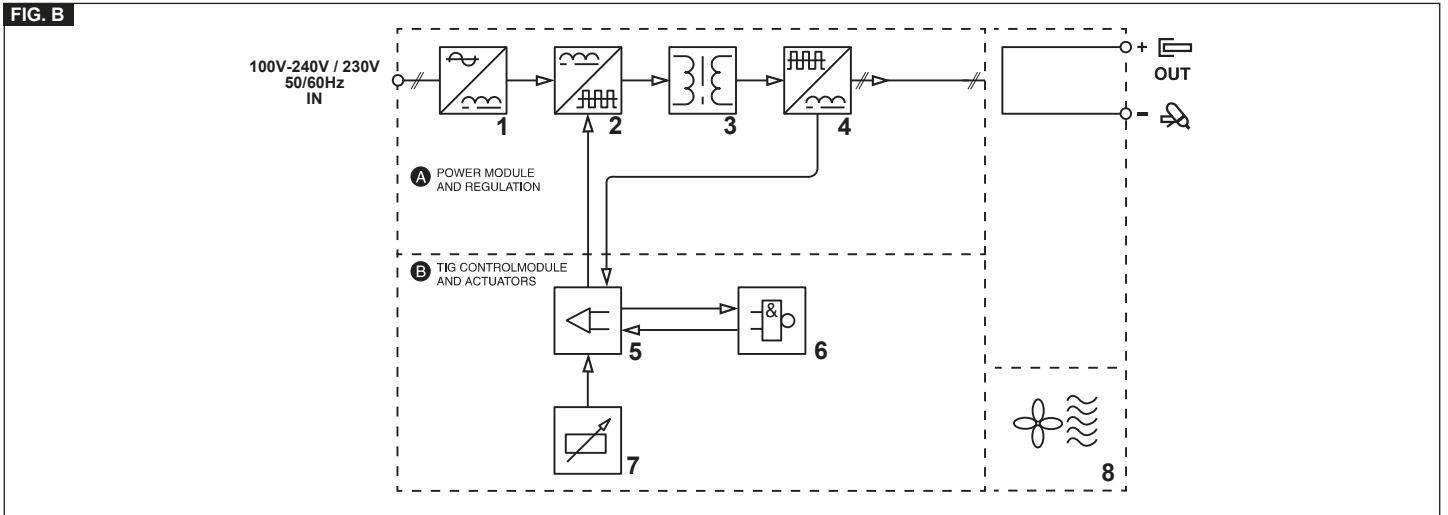 FIG. B
100V-240V / 230V
50/60Hz
IN
1
2
3
4
+
OUT
-
A POWER MODULE
AND REGULATION
B TIG CONTROLMODULE
AND ACTUATORS
5
&
6
7
8